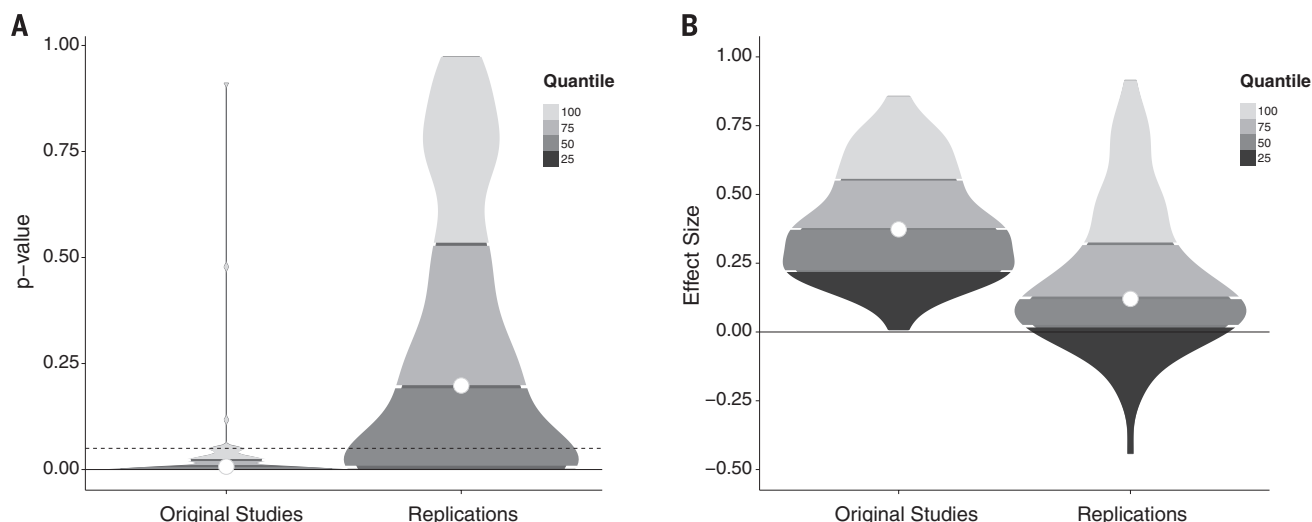 A
1.00
0.75
0.50
0.25
0.00
p−value
Original Studies
Replications
Quantile
100
75
50
25
B
1.00
0.75
0.50
0.25
0.00
−0.25
−0.50
Effect Size
Original Studies
Replications
Quantile
100
75
50
25